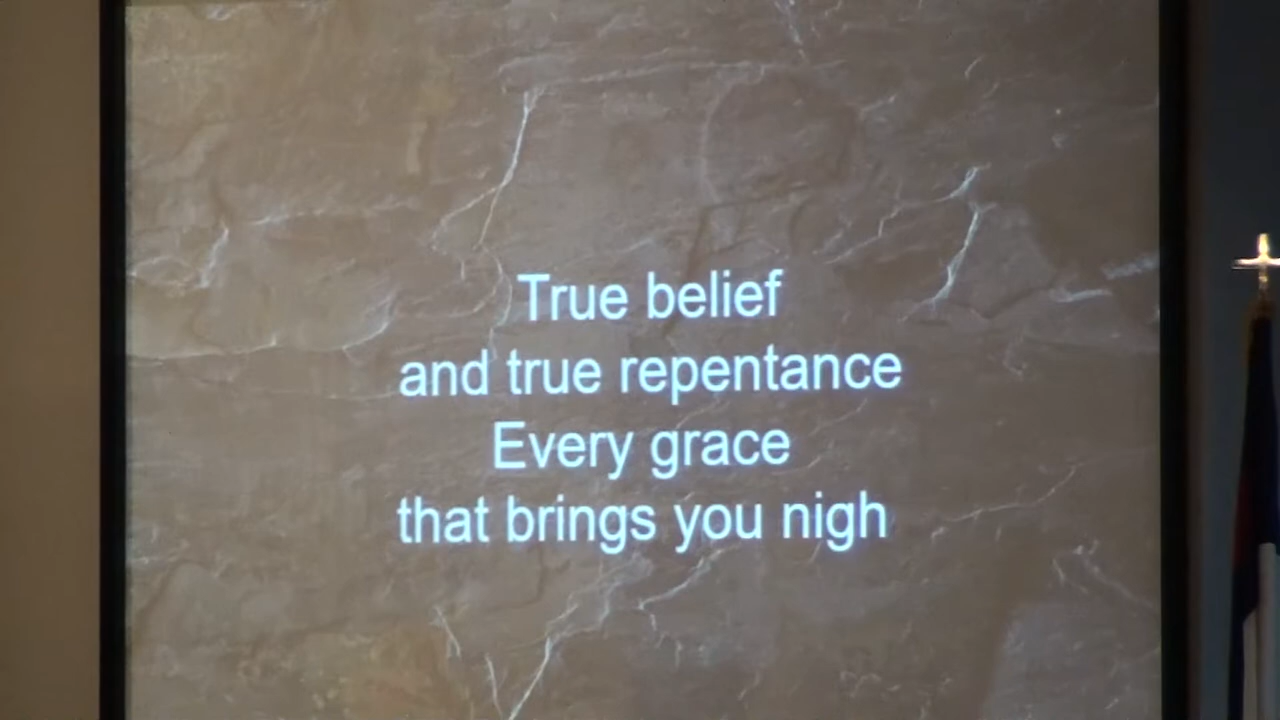 True belief
and true repentance
Every grace
that brings you nigh